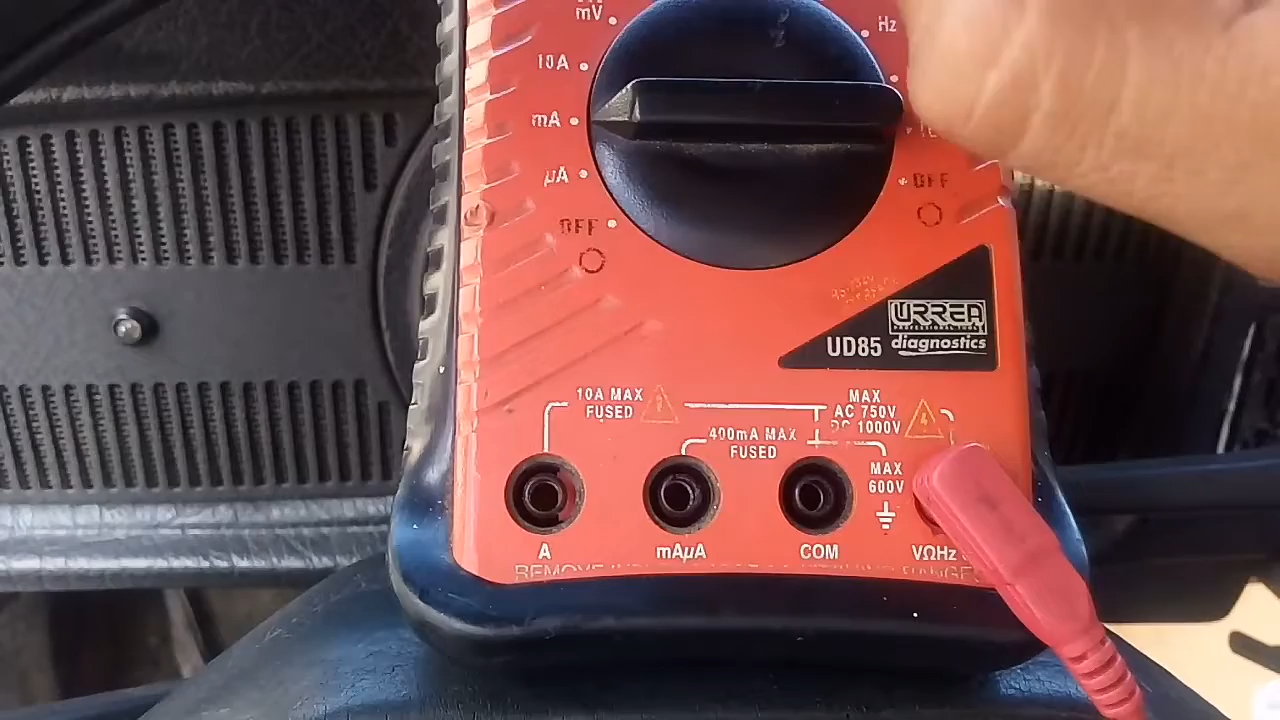 mV
Hz
10A
mA
µA
OFF
OFF
URREA
PROFESSIONAL TOOLS
UD85
diagnostics
10A MAX
FUSED
MAX
AC 750V
DC 1000V
400mA MAX
FUSED
MAX
600V
A
mAµA
COM
VΩHz
REMOVE